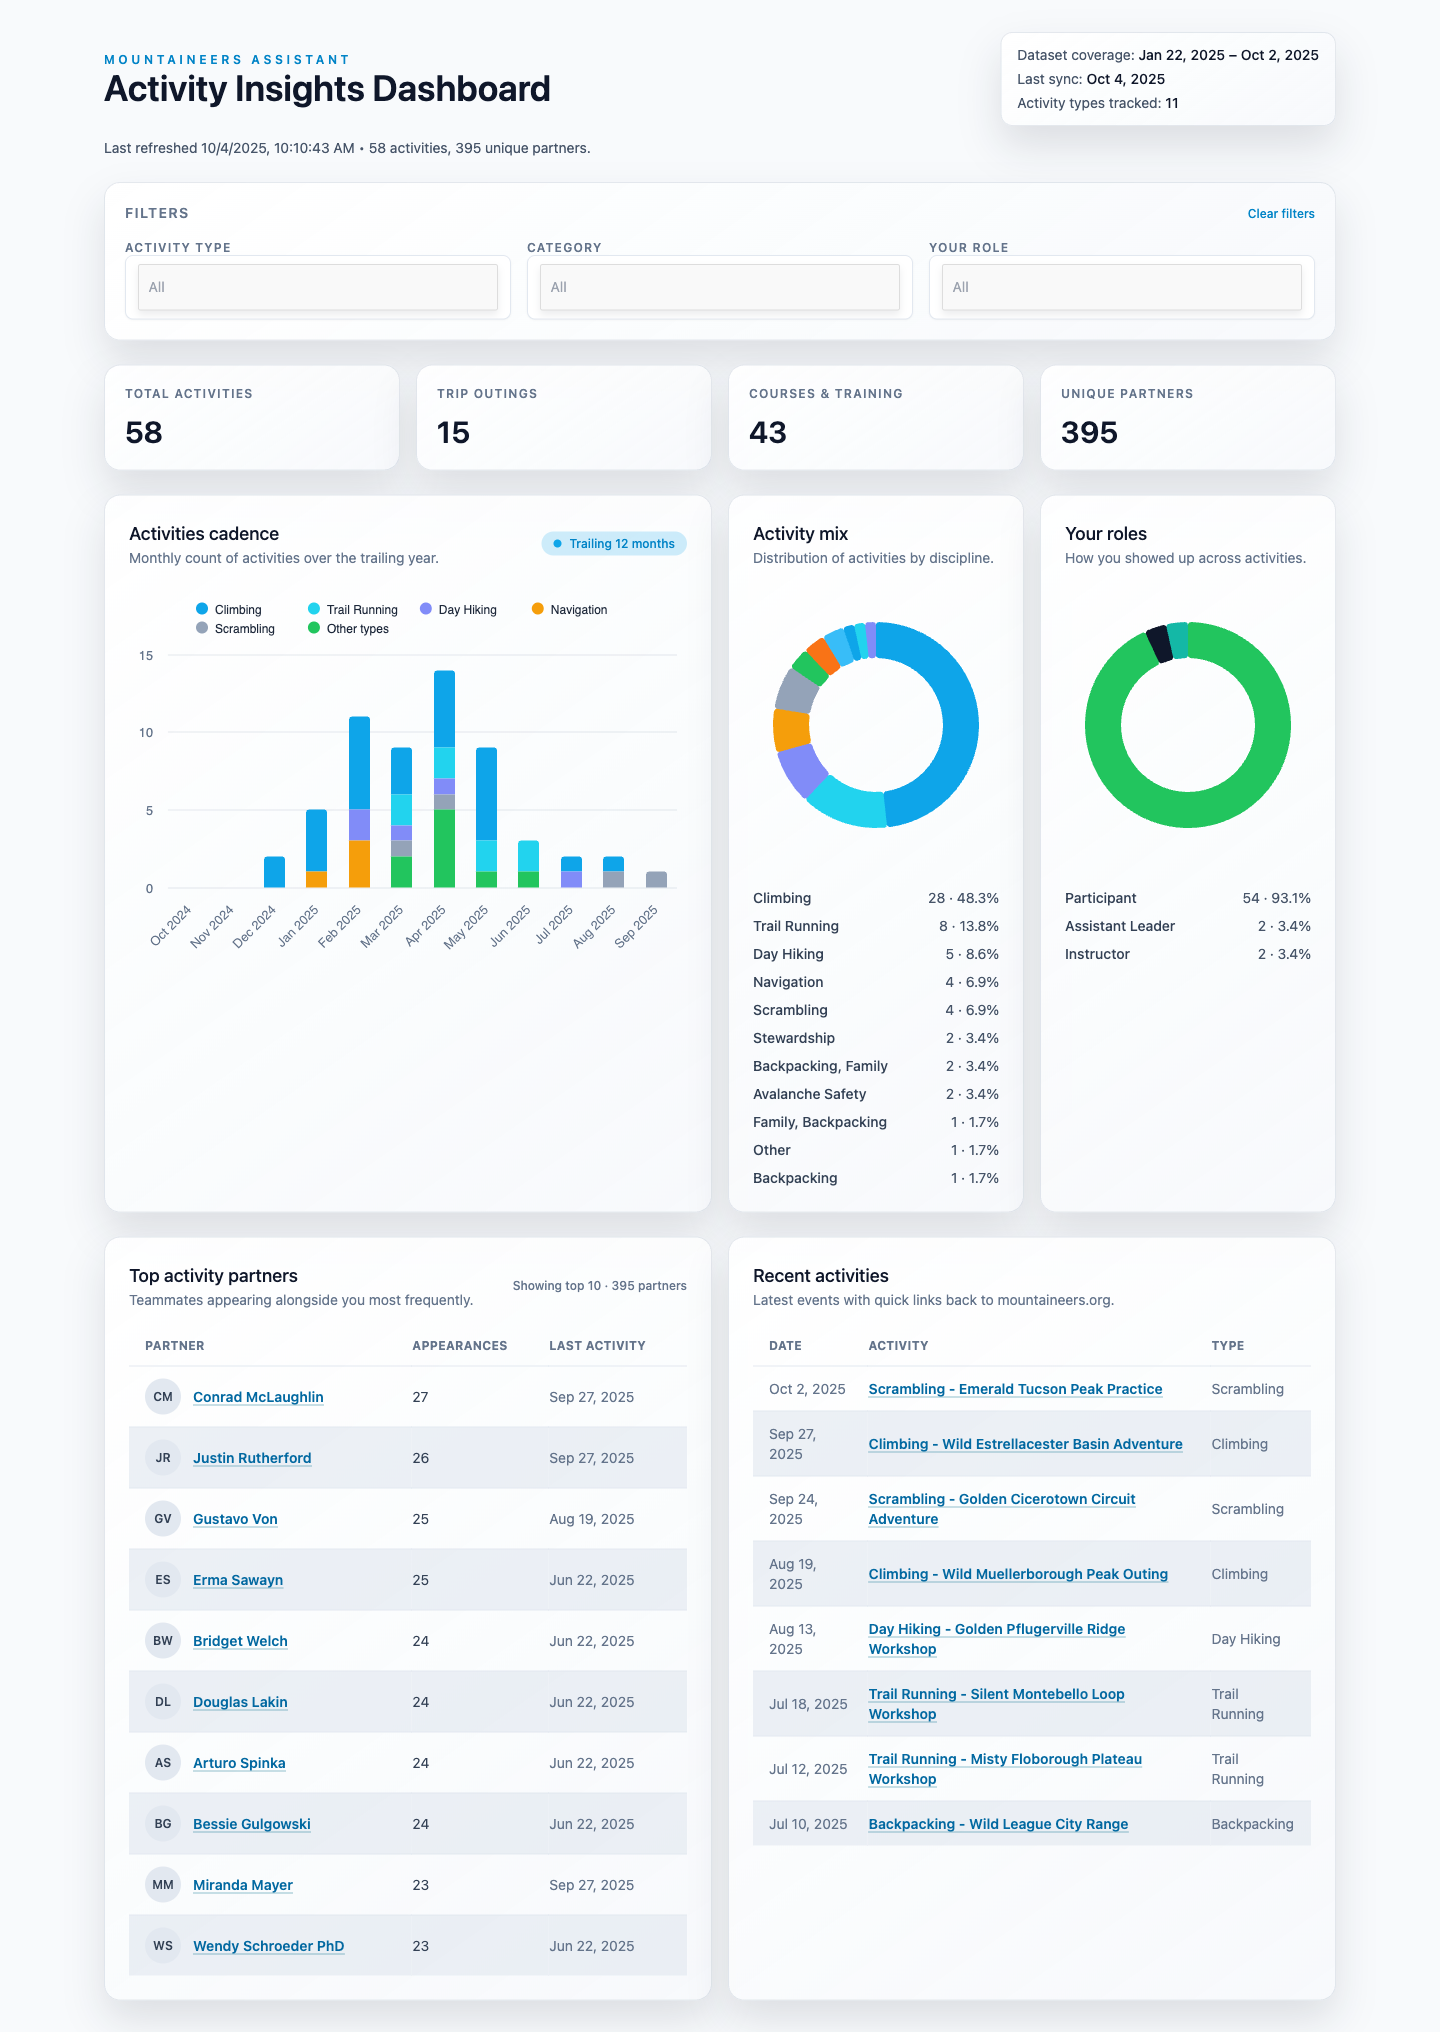 MOUNTAINEERS ASSISTANT
Activity Insights Dashboard
Last refreshed 10/4/2025, 10:10:43 AM • 58 activities, 395 unique partners.
Dataset coverage: Jan 22, 2025 – Oct 2, 2025
Last sync: Oct 4, 2025
Activity types tracked: 11
FILTERS
Clear filters
ACTIVITY TYPE
All
CATEGORY
All
YOUR ROLE
All
TOTAL ACTIVITIES
58
TRIP OUTINGS
15
COURSES & TRAINING
43
UNIQUE PARTNERS
395
Activities cadence
Monthly count of activities over the trailing year.
Trailing 12 months
Climbing
Trail Running
Day Hiking
Navigation
Scrambling
Other types
15
10
5
0
Oct 2024
Nov 2024
Dec 2024
Jan 2025
Feb 2025
Mar 2025
Apr 2025
May 2025
Jun 2025
Jul 2025
Aug 2025
Sep 2025
Activity mix
Distribution of activities by discipline.
Climbing 28 · 48.3%
Trail Running 8 · 13.8%
Day Hiking 5 · 8.6%
Navigation 4 · 6.9%
Scrambling 4 · 6.9%
Stewardship 2 · 3.4%
Backpacking, Family 2 · 3.4%
Avalanche Safety 2 · 3.4%
Family, Backpacking 1 · 1.7%
Other 1 · 1.7%
Backpacking 1 · 1.7%
Your roles
How you showed up across activities.
Participant 54 · 93.1%
Assistant Leader 2 · 3.4%
Instructor 2 · 3.4%
Top activity partners
Teammates appearing alongside you most frequently.
Showing top 10 · 395 partners
PARTNER APPEARANCES LAST ACTIVITY
CM Conrad McLaughlin 27 Sep 27, 2025
JR Justin Rutherford 26 Sep 27, 2025
GV Gustavo Von 25 Aug 19, 2025
ES Erma Sawayn 25 Jun 22, 2025
BW Bridget Welch 24 Jun 22, 2025
DL Douglas Lakin 24 Jun 22, 2025
AS Arturo Spinka 24 Jun 22, 2025
BG Bessie Gulgowski 24 Jun 22, 2025
MM Miranda Mayer 23 Sep 27, 2025
WS Wendy Schroeder PhD 23 Jun 22, 2025
Recent activities
Latest events with quick links back to mountaineers.org.
DATE ACTIVITY TYPE
Oct 2, 2025 Scrambling - Emerald Tucson Peak Practice Scrambling
Sep 27,
2025
Climbing - Wild Estrellacester Basin Adventure
Climbing
Sep 24,
2025
Scrambling - Golden Cicerotown Circuit
Adventure
Scrambling
Aug 19,
2025
Climbing - Wild Muellerborough Peak Outing
Climbing
Aug 13,
2025
Day Hiking - Golden Pflugerville Ridge
Workshop
Day Hiking
Jul 18, 2025
Trail Running - Silent Montebello Loop
Workshop
Trail
Running
Jul 12, 2025
Trail Running - Misty Floborough Plateau
Workshop
Trail
Running
Jul 10, 2025 Backpacking - Wild League City Range Backpacking